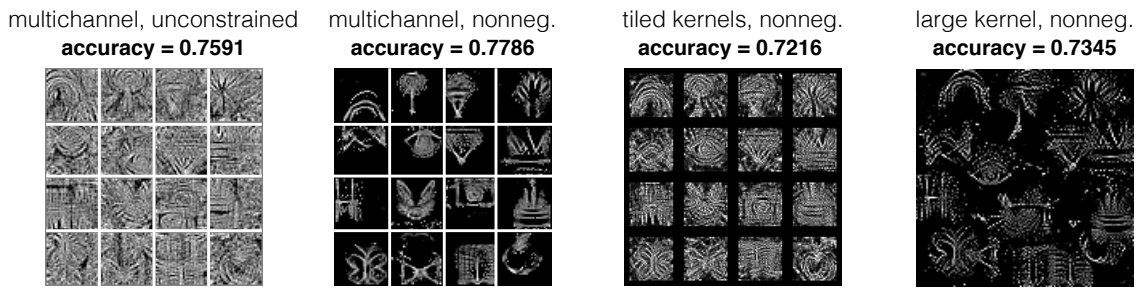 multichannel, unconstrained
accuracy = 0.7591
multichannel, nonneg.
accuracy = 0.7786
tiled kernels, nonneg.
accuracy = 0.7216
large kernel, nonneg.
accuracy = 0.7345